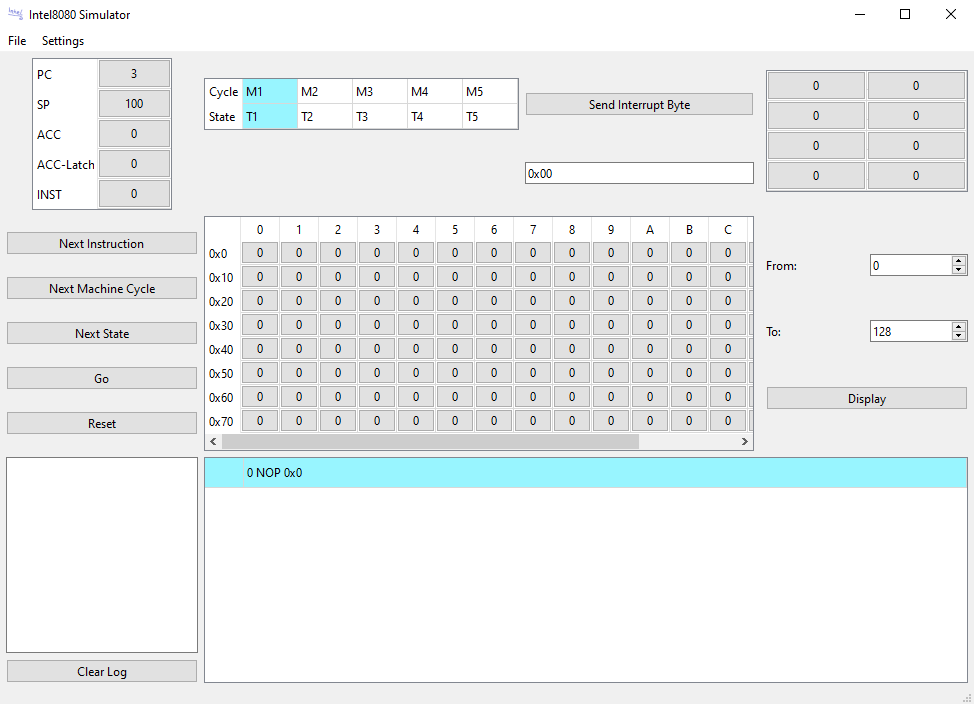 Intel8080 Simulator
File Settings
PC 3
SP 100
ACC 0
ACC-Latch 0
INST 0
Cycle M1 M2 M3 M4 M5
State T1 T2 T3 T4 T5
Send Interrupt Byte
0x00
0 0
0 0
0 0
0 0
Next Instruction
Next Machine Cycle
Next State
Go
Reset
0 1 2 3 4 5 6 7 8 9 A B C
0x0 0 0 0 0 0 0 0 0 0 0 0 0 0
0x10 0 0 0 0 0 0 0 0 0 0 0 0 0
0x20 0 0 0 0 0 0 0 0 0 0 0 0 0
0x30 0 0 0 0 0 0 0 0 0 0 0 0 0
0x40 0 0 0 0 0 0 0 0 0 0 0 0 0
0x50 0 0 0 0 0 0 0 0 0 0 0 0 0
0x60 0 0 0 0 0 0 0 0 0 0 0 0 0
0x70 0 0 0 0 0 0 0 0 0 0 0 0 0
From: 0
To: 128
Display
0 NOP 0x0
Clear Log